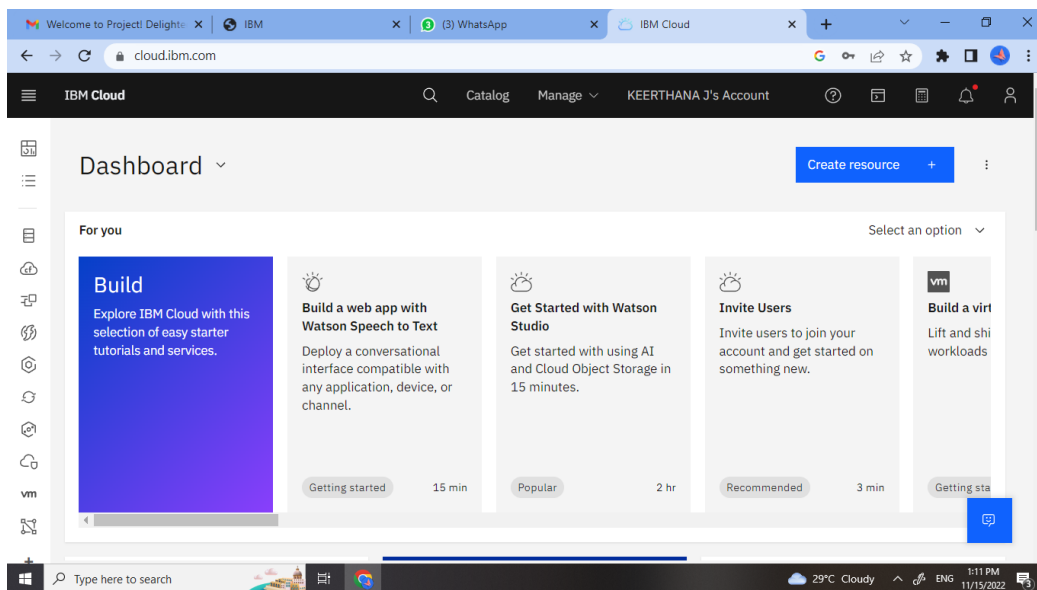 Welcome to Project! Delighte
IBM
(3) WhatsApp
IBM Cloud
cloud.ibm.com
IBM Cloud
Catalog
Manage
KEERTHANA J's Account
Dashboard
Create resource +
For you
Select an option
Build
Explore IBM Cloud with this
selection of easy starter
tutorials and services.
Build a web app with
Watson Speech to Text
Deploy a conversational
interface compatible with
any application, device, or
channel.
Getting started
15 min
Get Started with Watson
Studio
Get started with using AI
and Cloud Object Storage in
15 minutes.
Popular
2 hr
Invite Users
Invite users to join your
account and get started on
something new.
Recommended
3 min
vm
Build a virt
Lift and shi
workloads
Getting sta
vm
Type here to search
29°C Cloudy
ENG
1:11 PM
11/15/2022